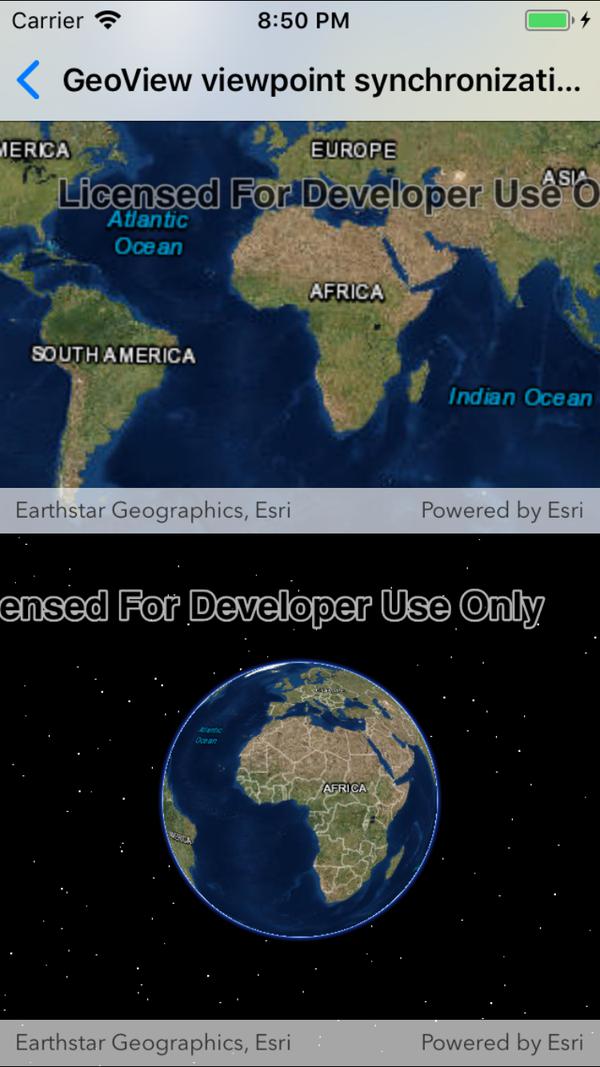 Carrier 8:50 PM
GeoView viewpoint synchronizati...
MERICA
EUROPE
ASIA
Licensed For Developer Use O
Atlantic
Ocean
AFRICA
SOUTH AMERICA
Indian Ocean
Earthstar Geographics, Esri Powered by Esri
ensed For Developer Use Only
Atlantic
Ocean
AFRICA
ERICA
Earthstar Geographics, Esri Powered by Esri